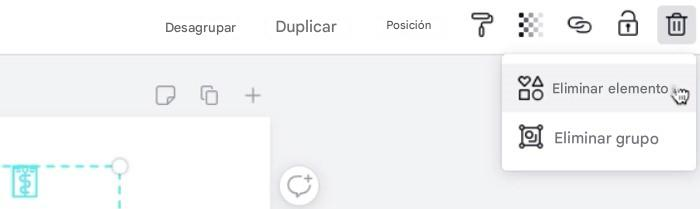 Desagrupar Duplicar Posición
Eliminar elemento
Eliminar grupo